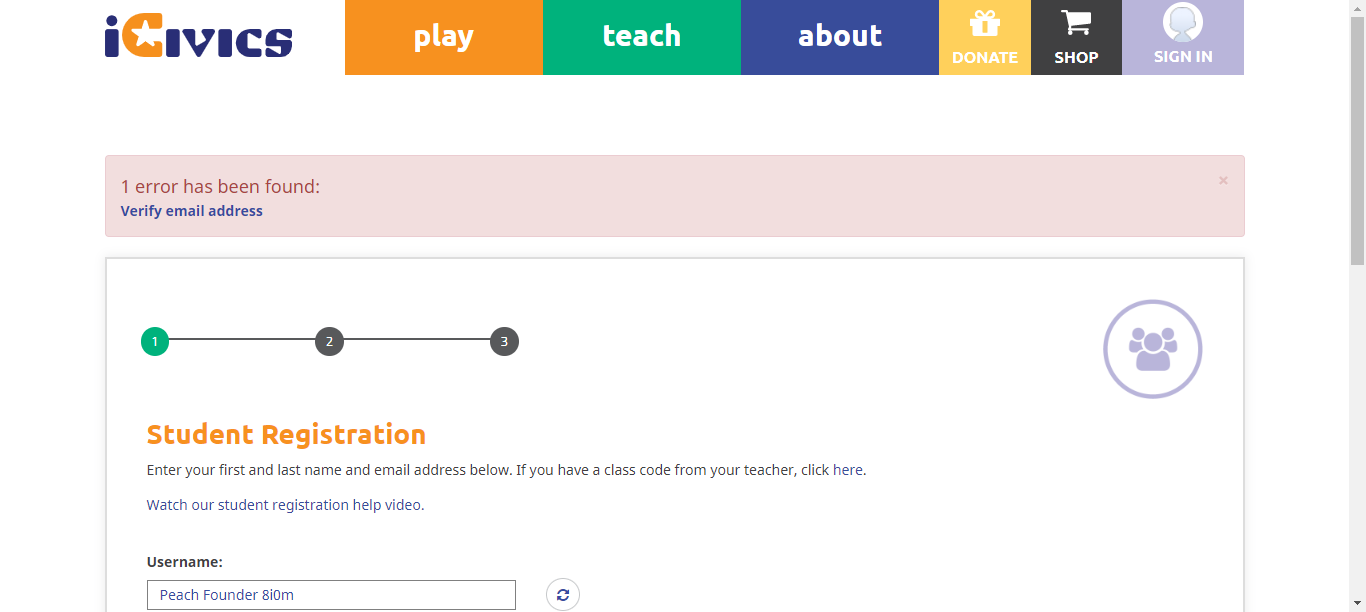 iCivics
play
teach
about
DONATE
SHOP
SIGN IN
1 error has been found:
×
Verify email address
1
2
3
Student Registration
Enter your first and last name and email address below. If you have a class code from your teacher, click here.
Watch our student registration help video.
Username:
Peach Founder 8i0m